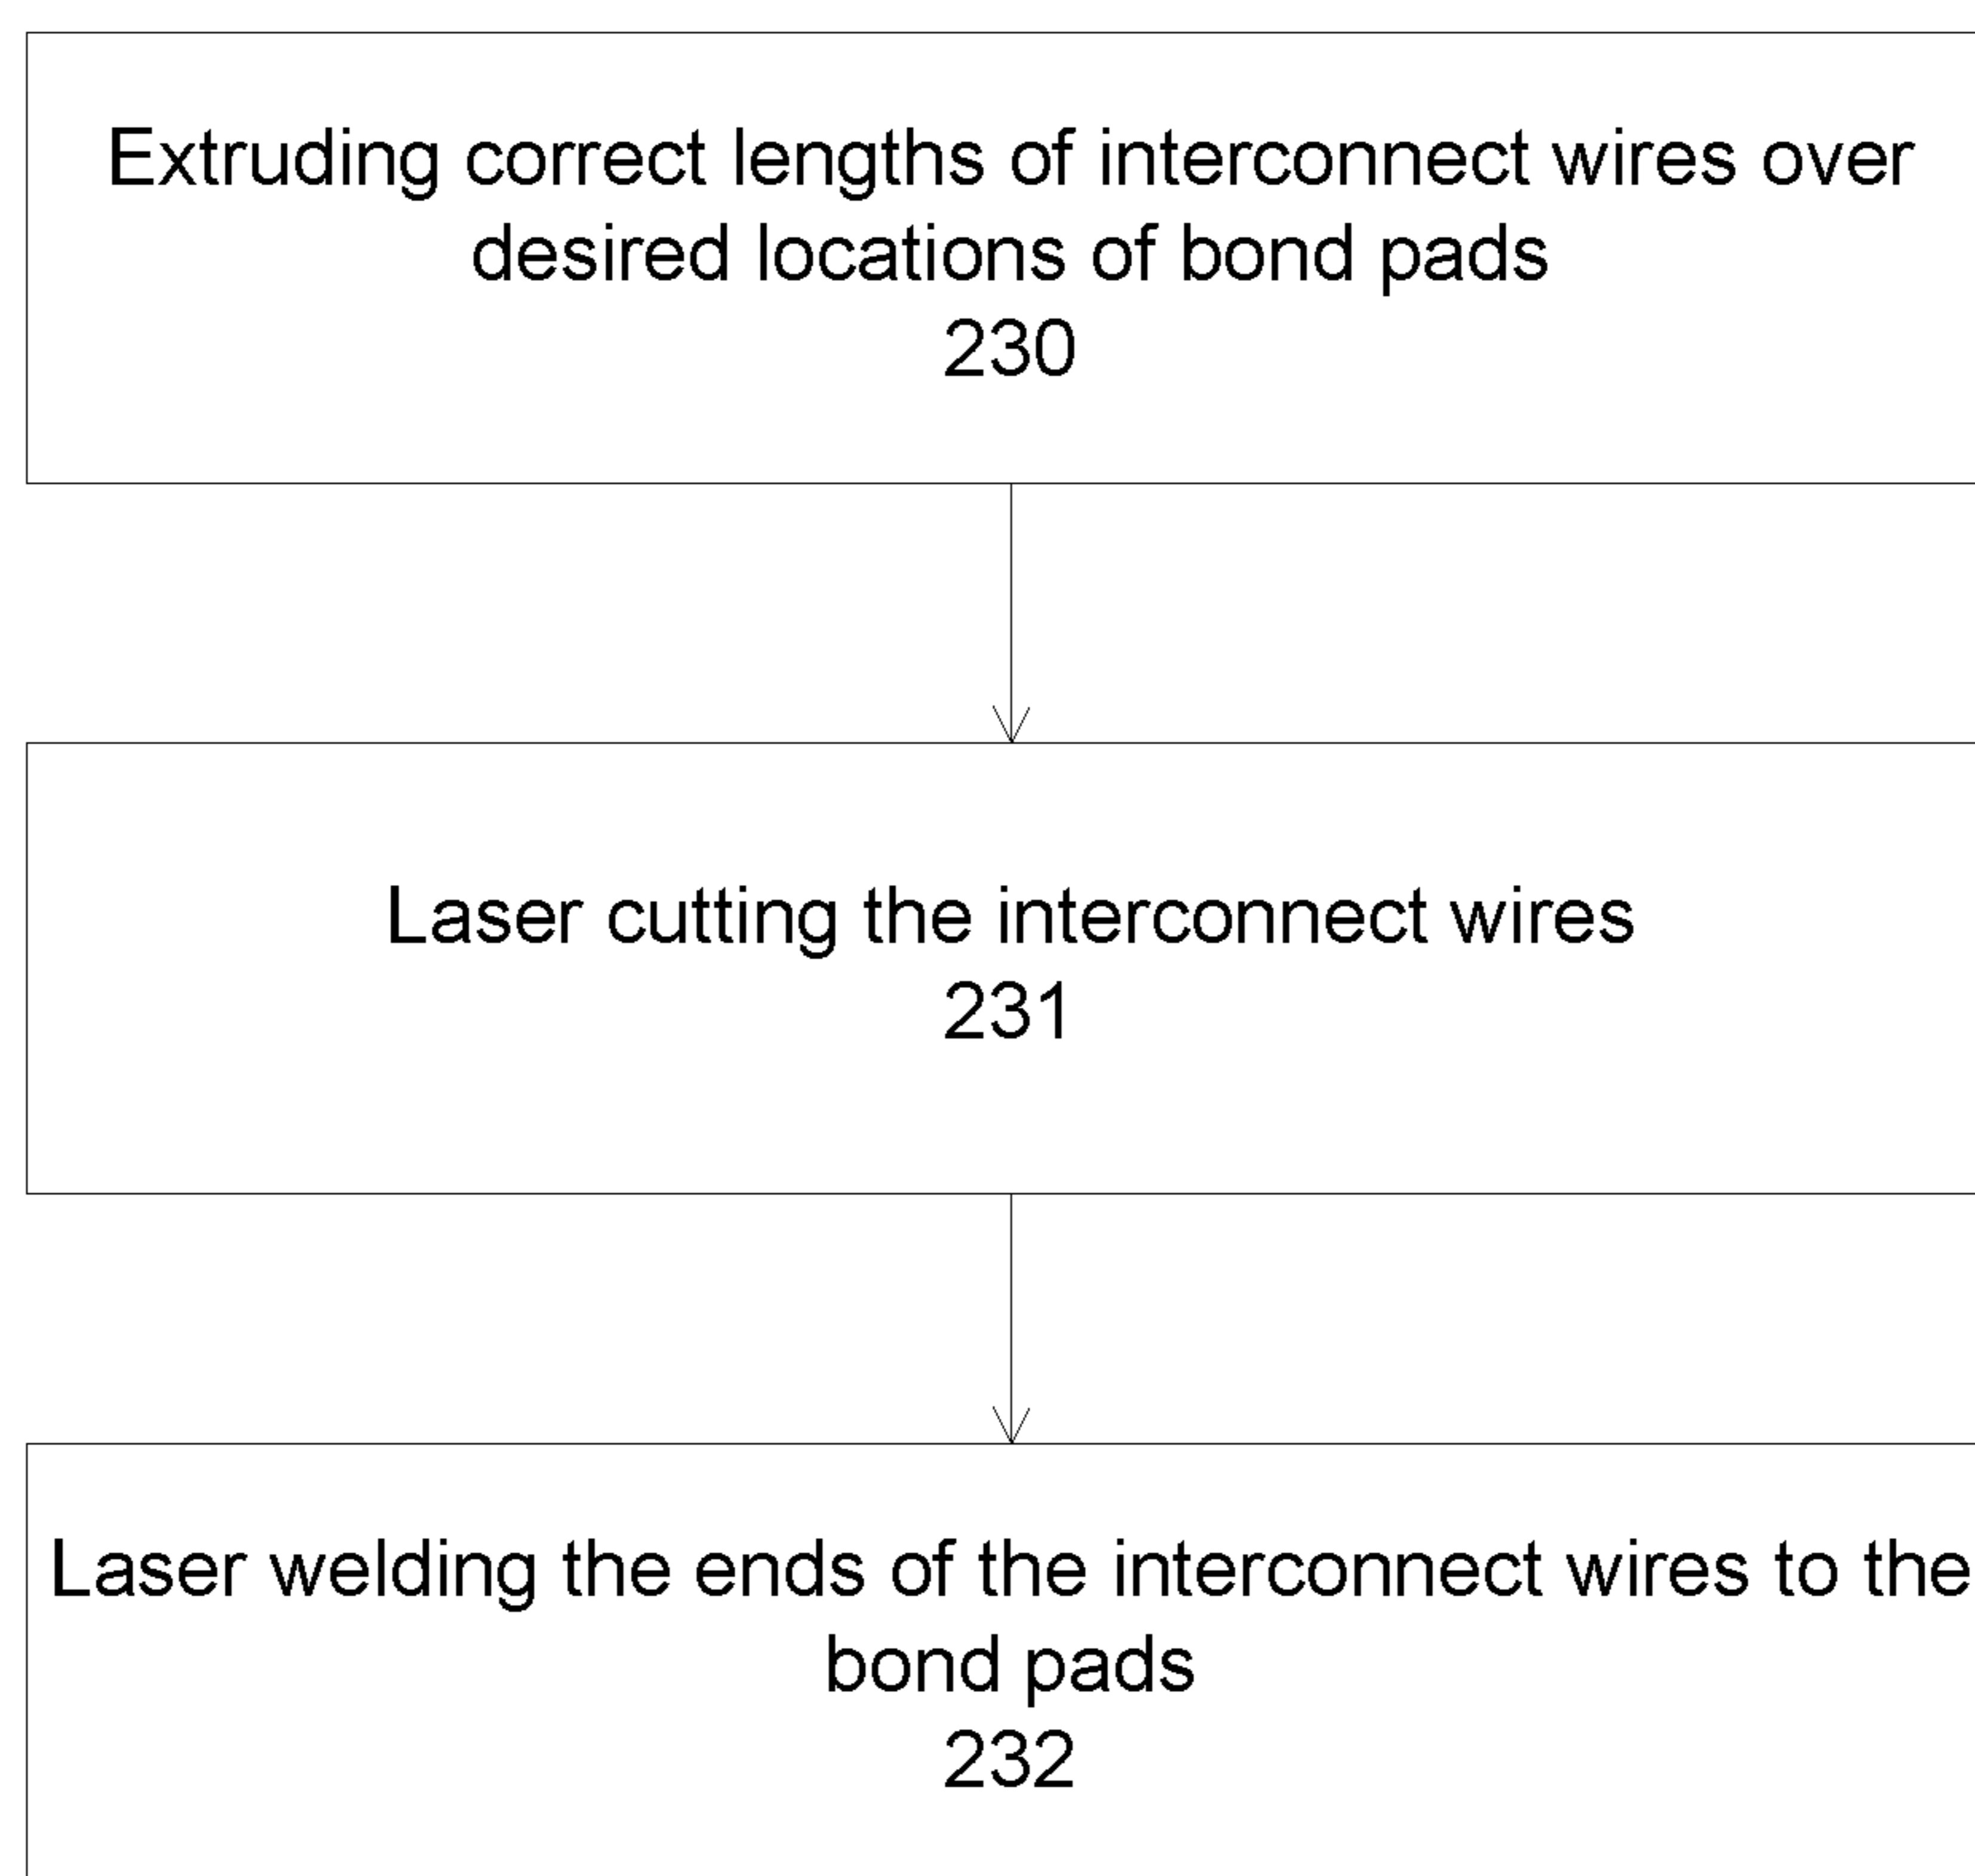 Extruding correct lengths of interconnect wires over
desired locations of bond pads
230
Laser cutting the interconnect wires
231
Laser welding the ends of the interconnect wires to the
bond pads
232